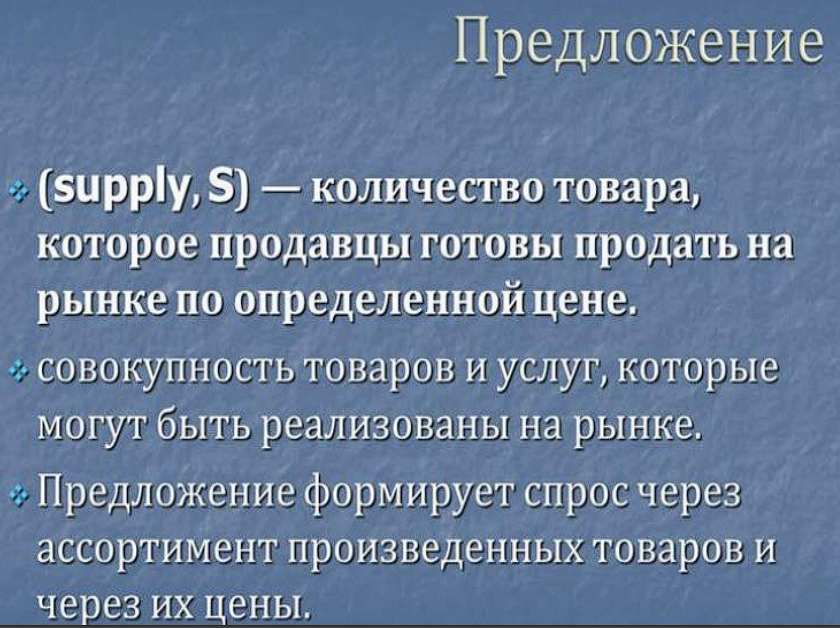 Предложение
(supply, S) — количество товара,
которое продавцы готовы продать на
рынке по определенной цене.
совокупность товаров и услуг, которые
могут быть реализованы на рынке.
Предложение формирует спрос через
ассортимент произведенных товаров и
через их цены.